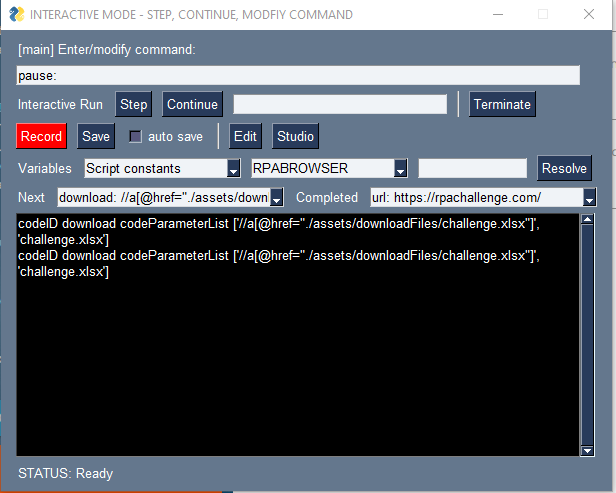 INTERACTIVE MODE - STEP, CONTINUE, MODFIY COMMAND
[main] Enter/modify command:
pause:
Interactive Run Step Continue Terminate
Record Save auto save Edit Studio
Variables Script constants RPABROWSER Resolve
Next download: //a[@href="./assets/down Completed url: https://rpachallenge.com/
codeID download codeParameterList ['//a[@href="./assets/downloadFiles/challenge.xlsx"]',
'challenge.xlsx']
codeID download codeParameterList ['//a[@href="./assets/downloadFiles/challenge.xlsx"]',
'challenge.xlsx']
STATUS: Ready